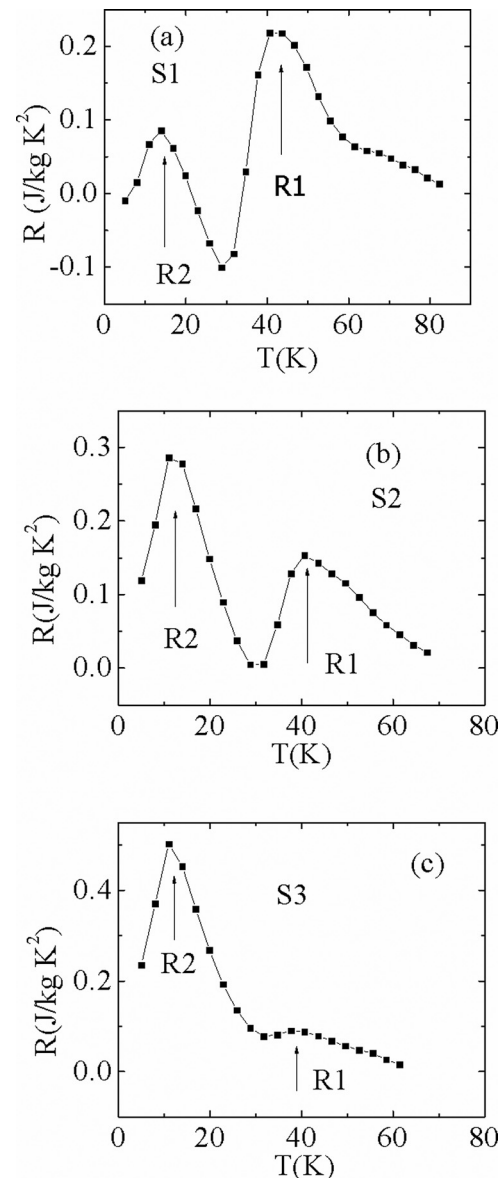 (a)
S1
0.2
0.1
0.0
-0.1
R (J/kg K²)
R1
R2
0 20 40 60 80
T(K)
(b)
S2
0.3
0.2
0.1
0.0
R(J/kg K²)
R2
R1
0 20 40 60 80
T(K)
(c)
S3
0.4
0.2
0.0
R(J/kg K²)
R2
R1
0 20 40 60 80
T(K)